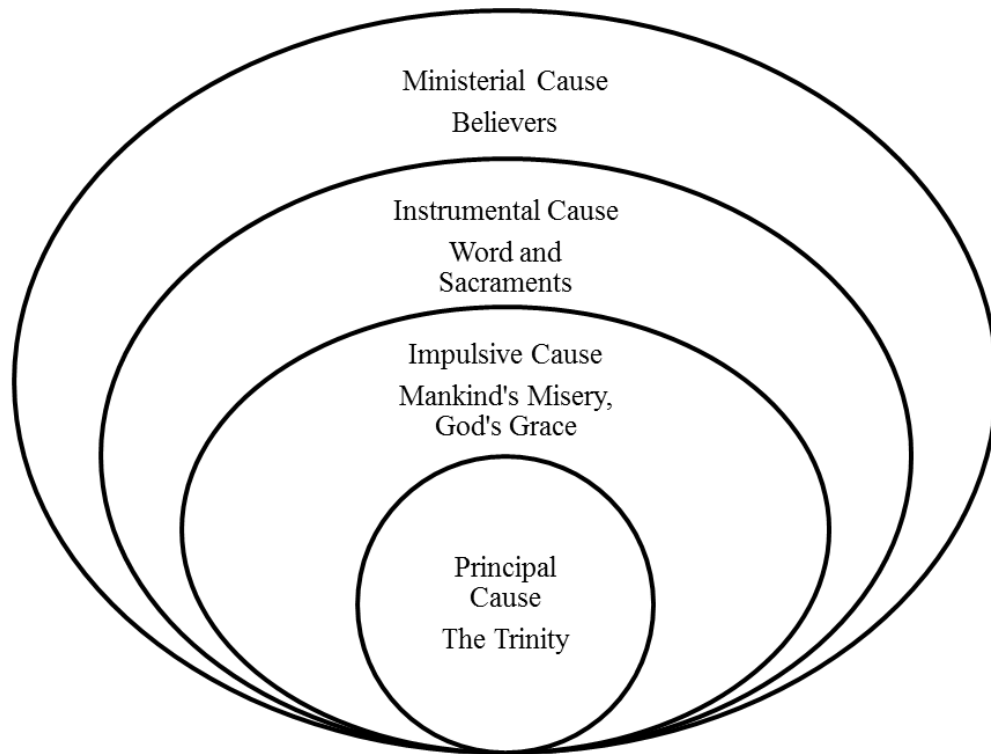 Ministerial Cause
Believers
Instrumental Cause
Word and
Sacraments
Impulsive Cause
Mankind's Misery,
God's Grace
Principal
Cause
The Trinity